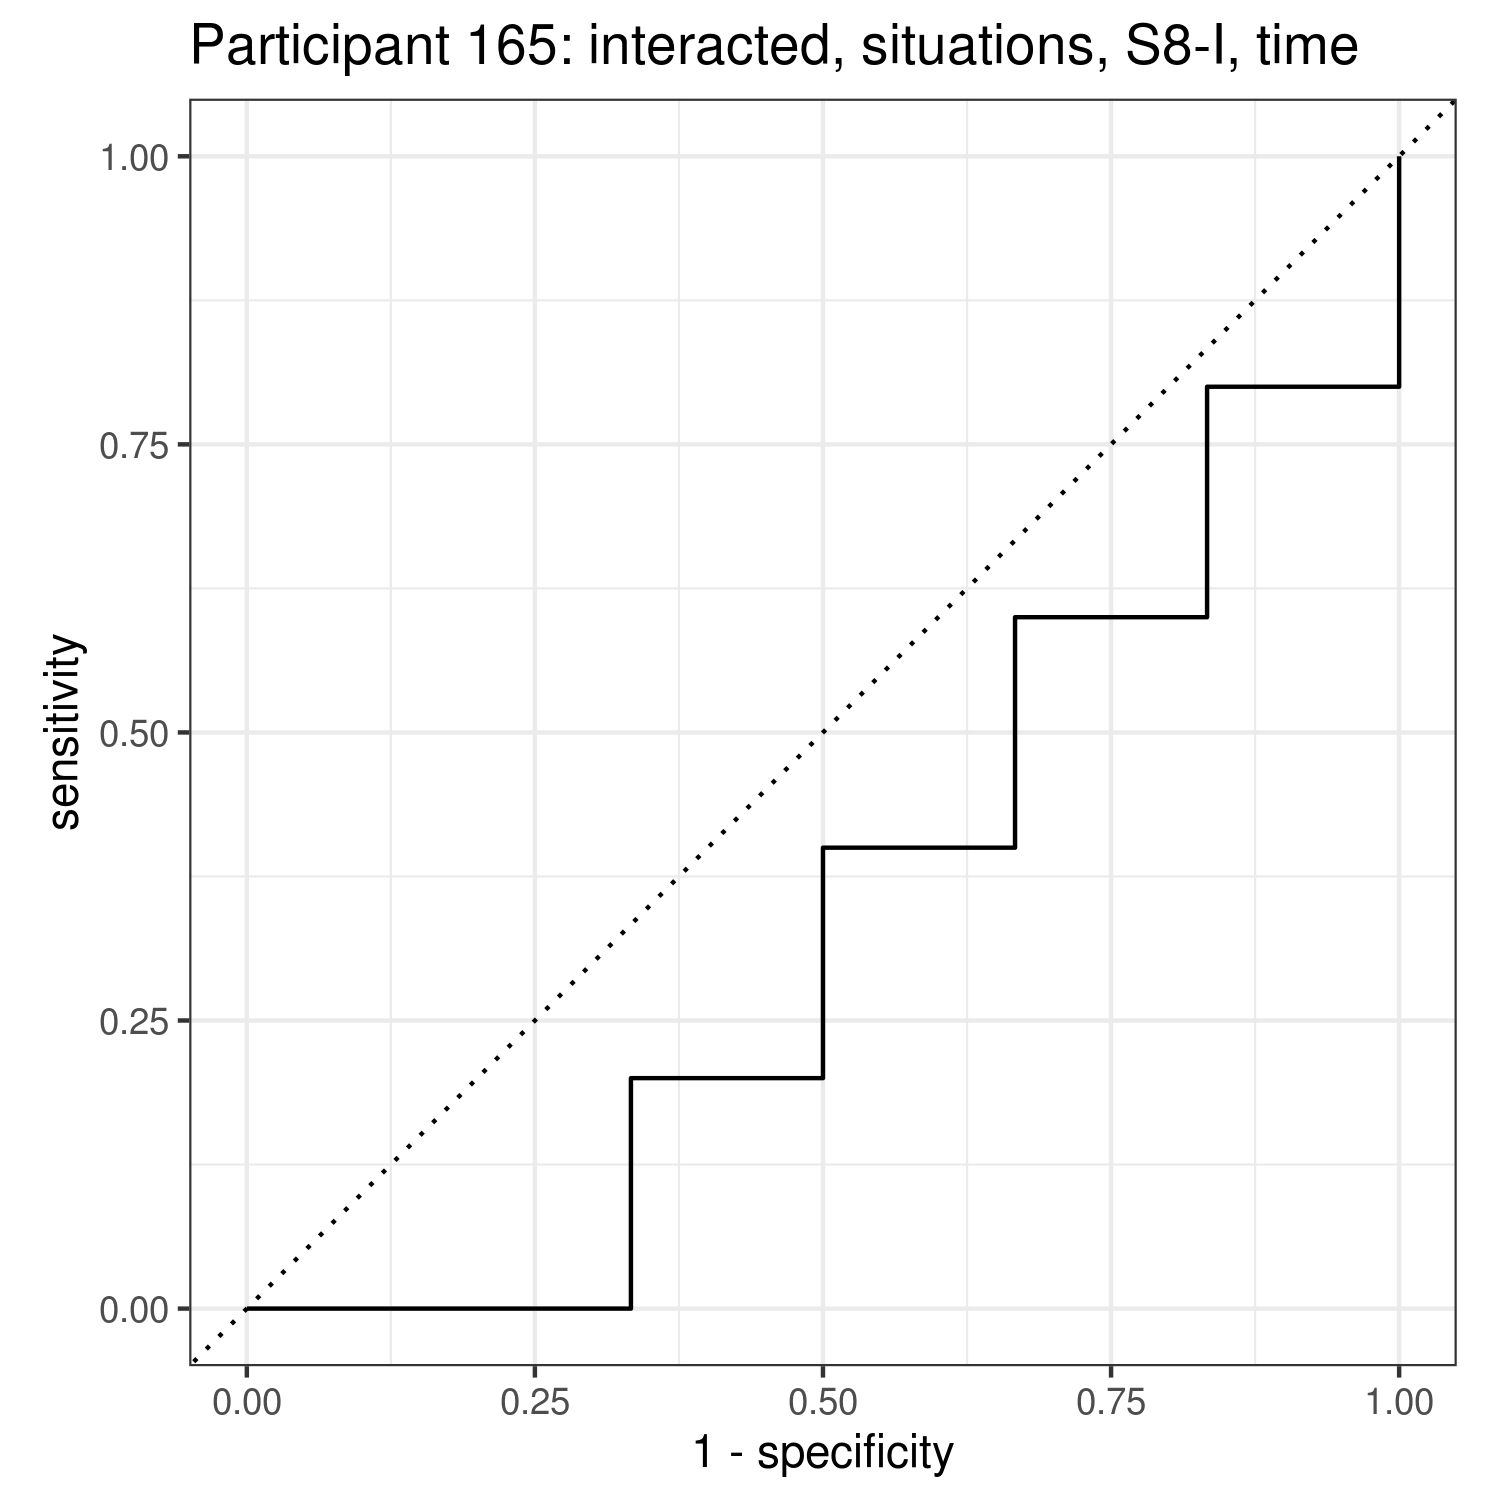 Participant 165: interacted, situations, S8-I, time
1.00
0.75
0.50
0.25
0.00
sensitivity
0.00 0.25 0.50 0.75 1.00
1 - specificity